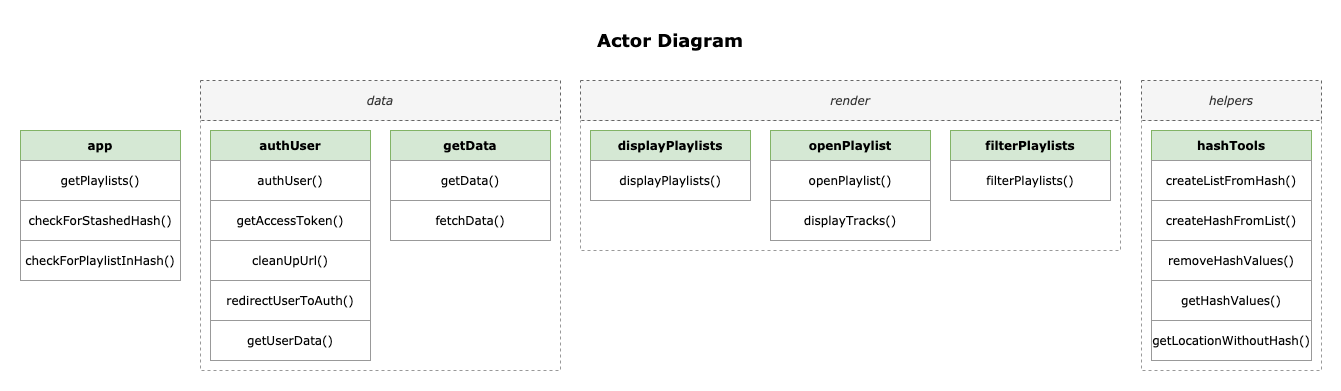 Actor Diagram
data
render
helpers
app
getPlaylists()
checkForStashedHash()
checkForPlaylistInHash()
authUser
authUser()
getAccessToken()
cleanUpUrl()
redirectUserToAuth()
getUserData()
getData
getData()
fetchData()
displayPlaylists
displayPlaylists()
openPlaylist
openPlaylist()
displayTracks()
filterPlaylists
filterPlaylists()
hashTools
createListFromHash()
createHashFromList()
removeHashValues()
getHashValues()
getLocationWithoutHash()